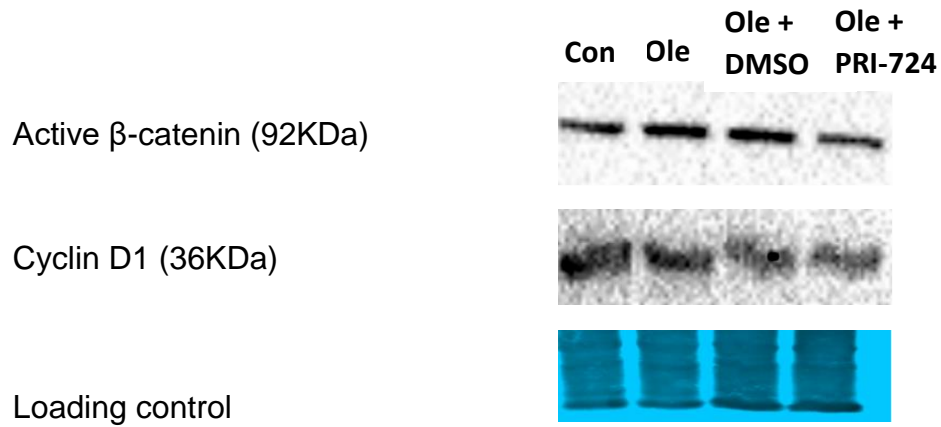 Con Ole Ole + DMSO Ole + PRI-724
Active β-catenin (92KDa)
Cyclin D1 (36KDa)
Loading control